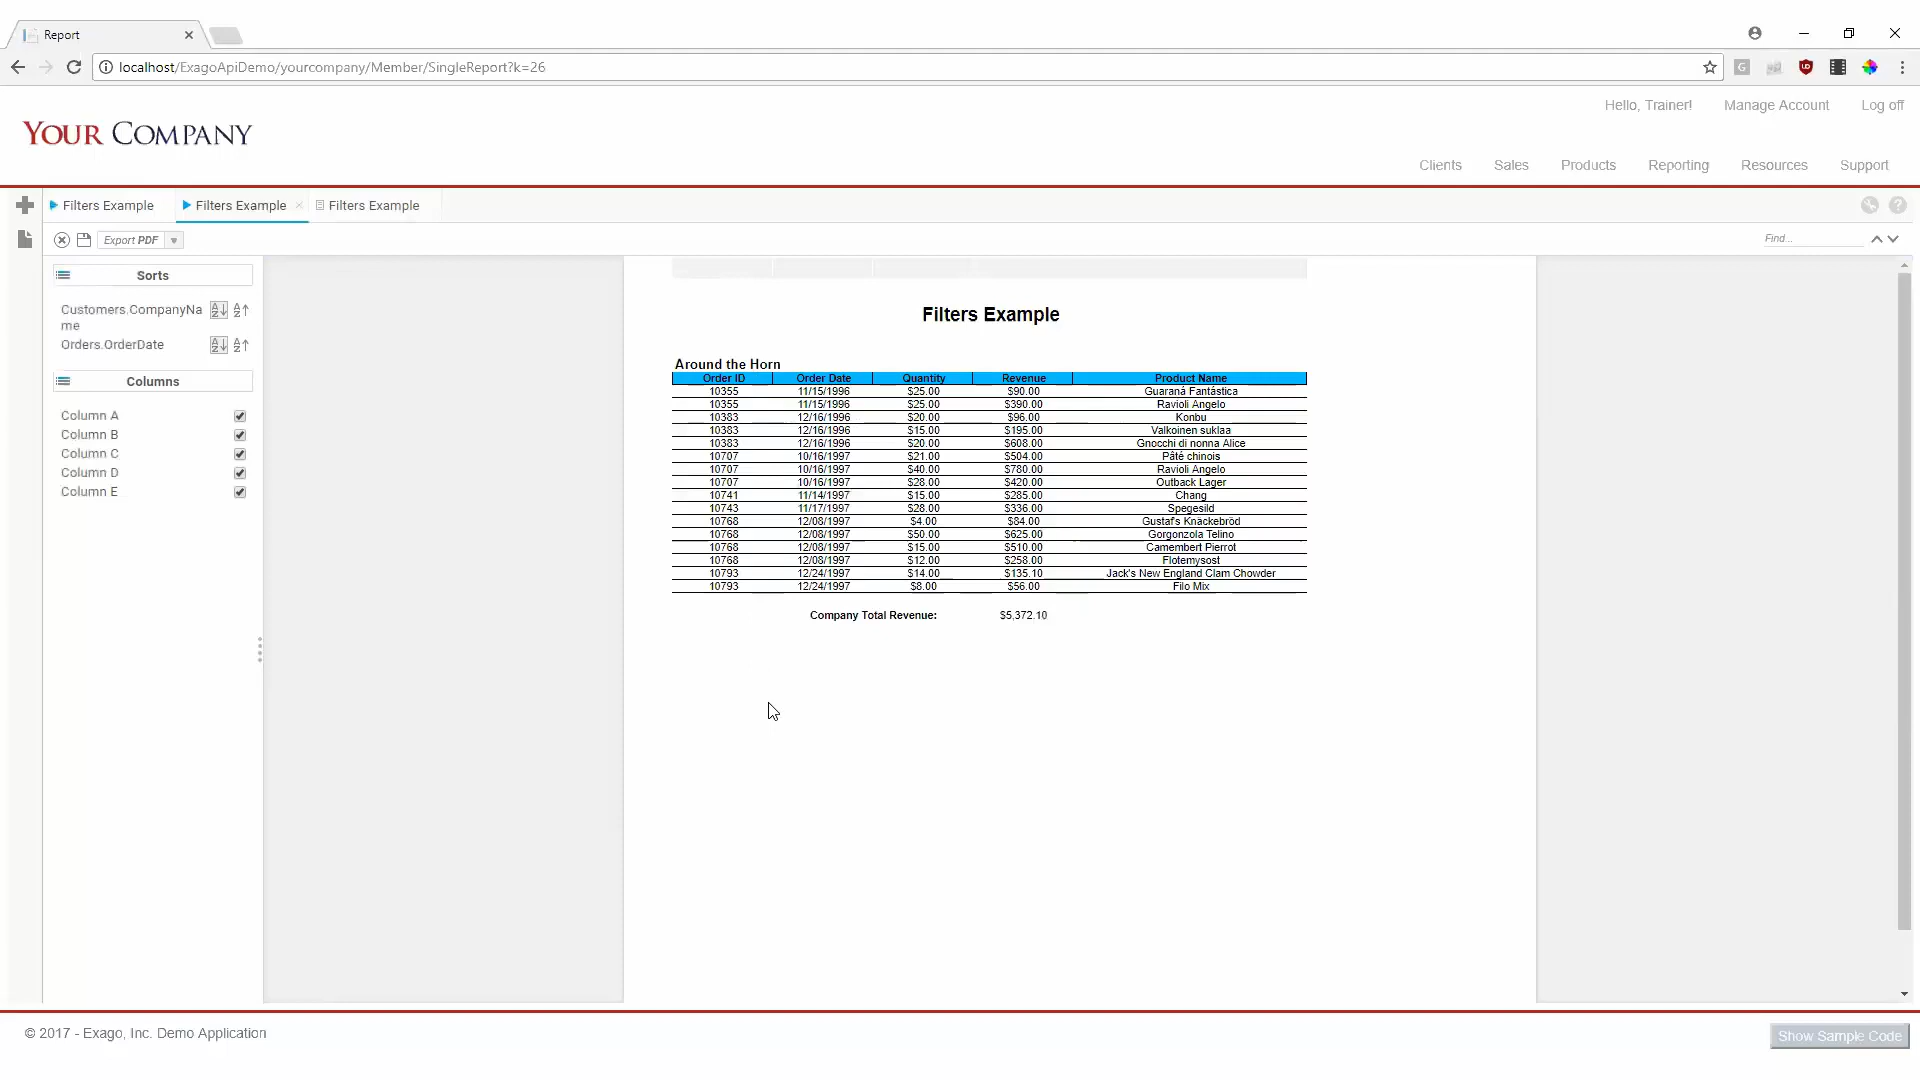 Report
localhost/ExagoApiDemo/yourcompany/Member/SingleReport?k=26
Hello, Trainer! Manage Account Log off
YOUR COMPANY
Clients Sales Products Reporting Resources Support
Filters Example Filters Example Filters Example
Export PDF Find...
Sorts
Customers.CompanyNa
me
Orders.OrderDate
Columns
Column A
Column B
Column C
Column D
Column E
Filters Example
Around the Horn
Order ID Order Date Quantity Revenue Product Name
10355 11/15/1996 $25.00 $90.00 Guaraná Fantástica
10355 11/15/1996 $25.00 $390.00 Ravioli Angelo
10383 12/16/1996 $20.00 $96.00 Konbu
10383 12/16/1996 $15.00 $195.00 Valkoinen suklaa
10383 12/16/1996 $20.00 $608.00 Gnocchi di nonna Alice
10707 10/16/1997 $21.00 $504.00 Pâté chinois
10707 10/16/1997 $40.00 $780.00 Ravioli Angelo
10707 10/16/1997 $28.00 $420.00 Outback Lager
10741 11/14/1997 $15.00 $285.00 Chang
10743 11/17/1997 $28.00 $336.00 Spegesild
10768 12/08/1997 $4.00 $84.00 Gustaf's Knäckebröd
10768 12/08/1997 $50.00 $625.00 Gorgonzola Telino
10768 12/08/1997 $15.00 $510.00 Camembert Pierrot
10768 12/08/1997 $12.00 $258.00 Flotemysost
10793 12/24/1997 $14.00 $135.10 Jack's New England Clam Chowder
10793 12/24/1997 $8.00 $56.00 Filo Mix
Company Total Revenue: $5,372.10
© 2017 - Exago, Inc. Demo Application
Show Sample Code